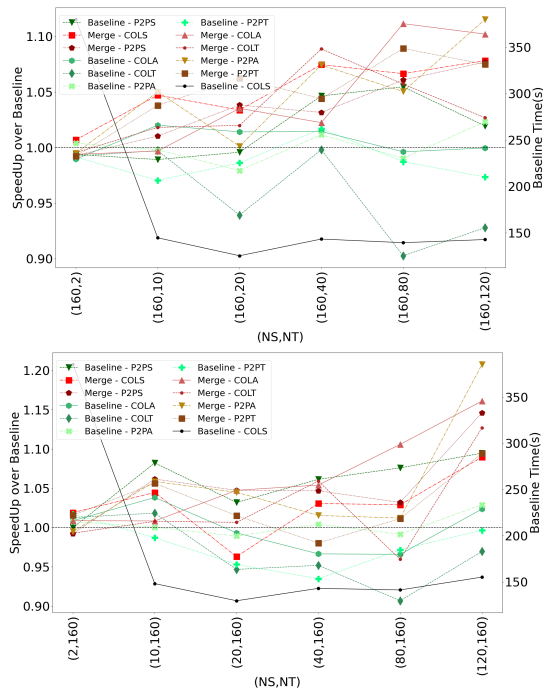 Baseline - P2PS
Merge - COLS
Merge - P2PS
Baseline - COLA
Baseline - COLT
Baseline - P2PA
Baseline - P2PT
Merge - COLA
Merge - COLT
Merge - P2PA
Merge - P2PT
Baseline - COLS
SpeedUp over Baseline
1.10
1.05
1.00
0.95
0.90
Baseline Time(s)
350
300
250
200
150
(160,2)
(160,10)
(160,20)
(160,40)
(160,80)
(160,120)
(NS,NT)
Baseline - P2PS
Merge - COLS
Merge - P2PS
Baseline - COLA
Baseline - COLT
Baseline - P2PA
Baseline - P2PT
Merge - COLA
Merge - COLT
Merge - P2PA
Merge - P2PT
Baseline - COLS
SpeedUp over Baseline
1.20
1.15
1.10
1.05
1.00
0.95
0.90
Baseline Time(s)
350
300
250
200
150
(2,160)
(10,160)
(20,160)
(40,160)
(80,160)
(120,160)
(NS,NT)